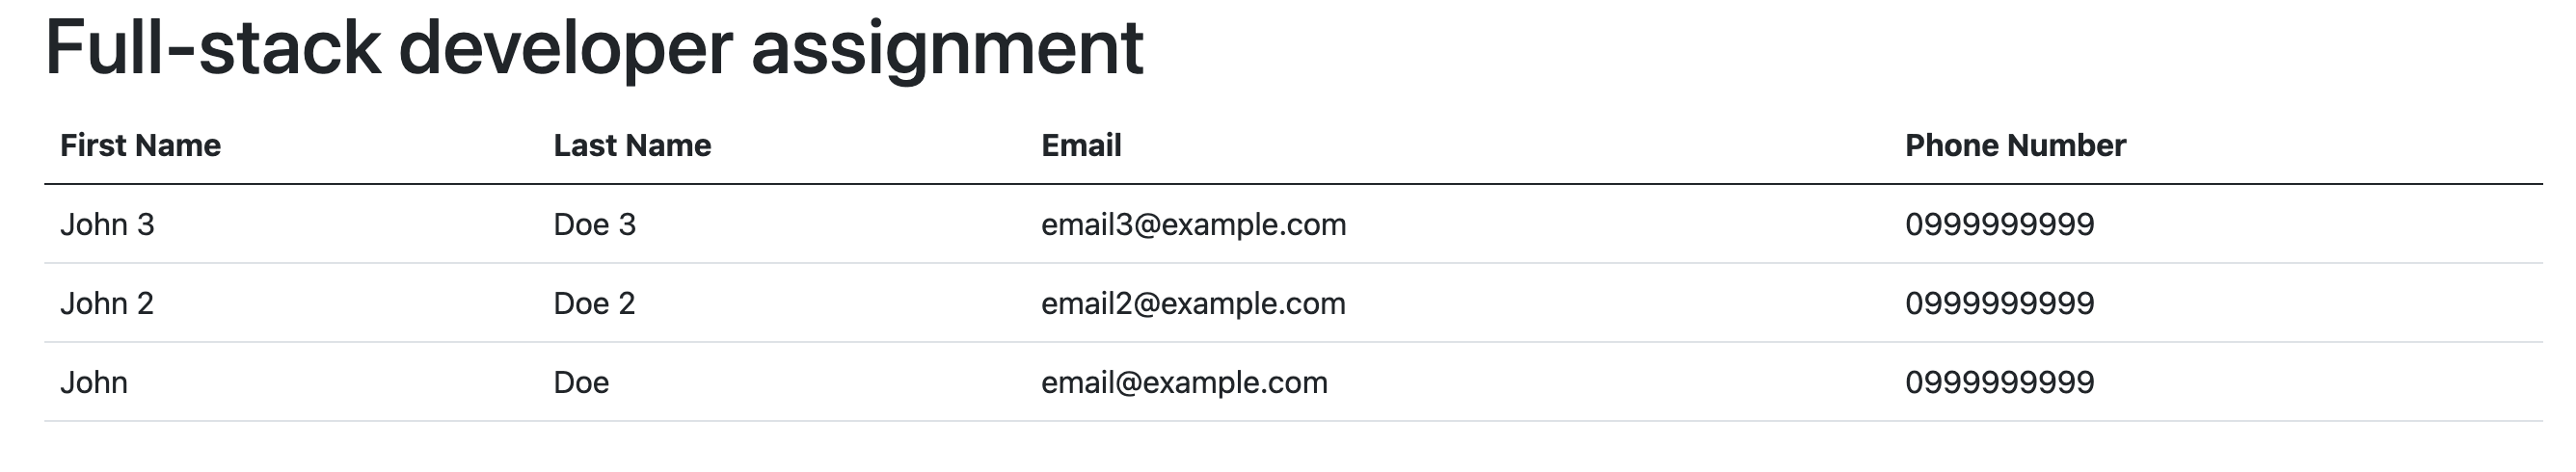 Full-stack developer assignment
First Name Last Name Email Phone Number
John 3 Doe 3 email3@example.com 0999999999
John 2 Doe 2 email2@example.com 0999999999
John Doe email@example.com 0999999999